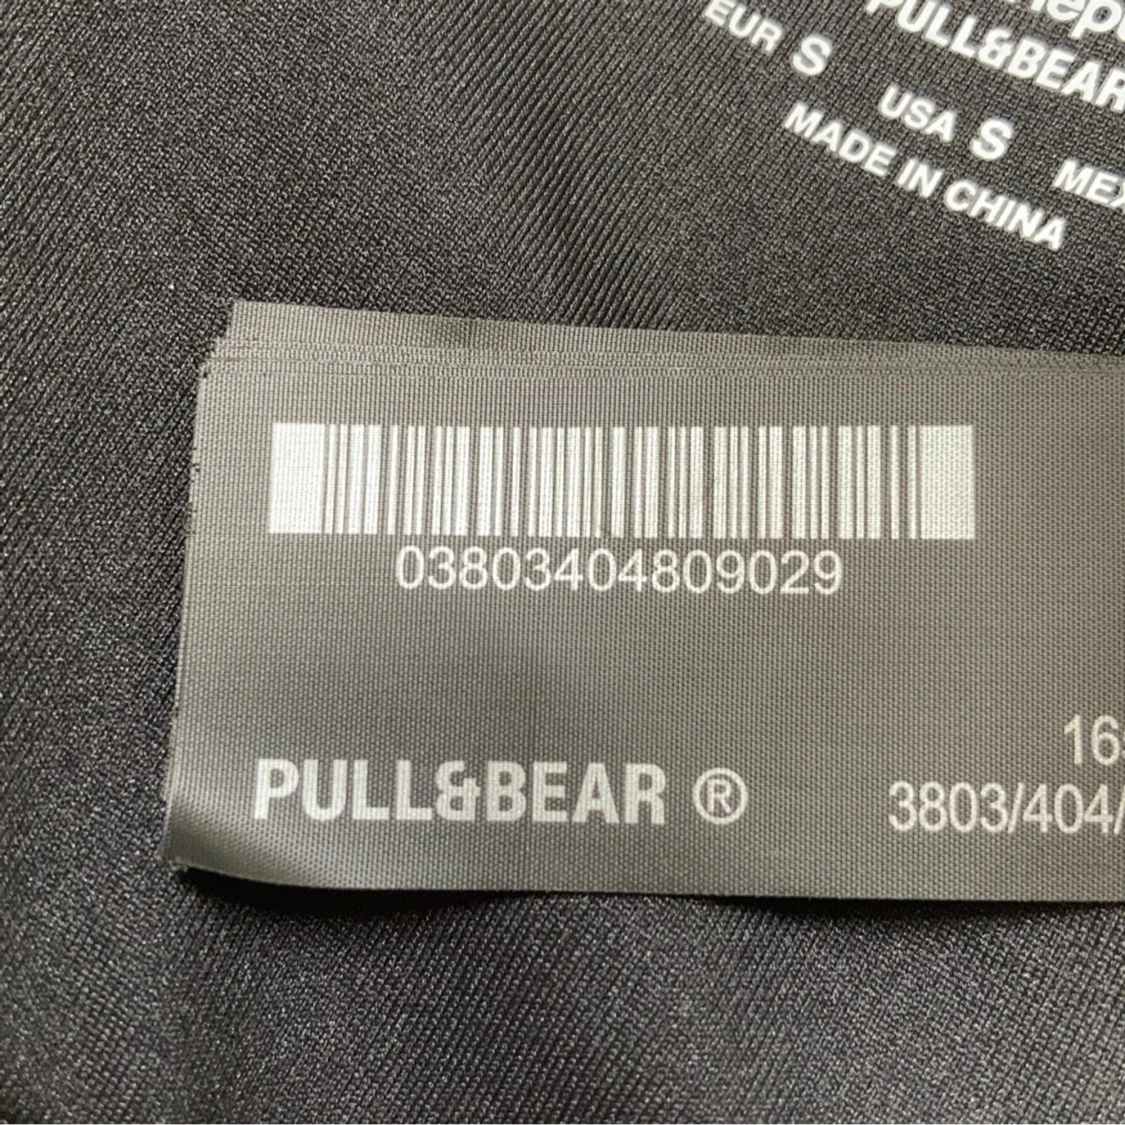 PULL&BEAR
EUR S USA S
MADE IN CHINA
03803404809029
PULL&BEAR ®
3803/404/